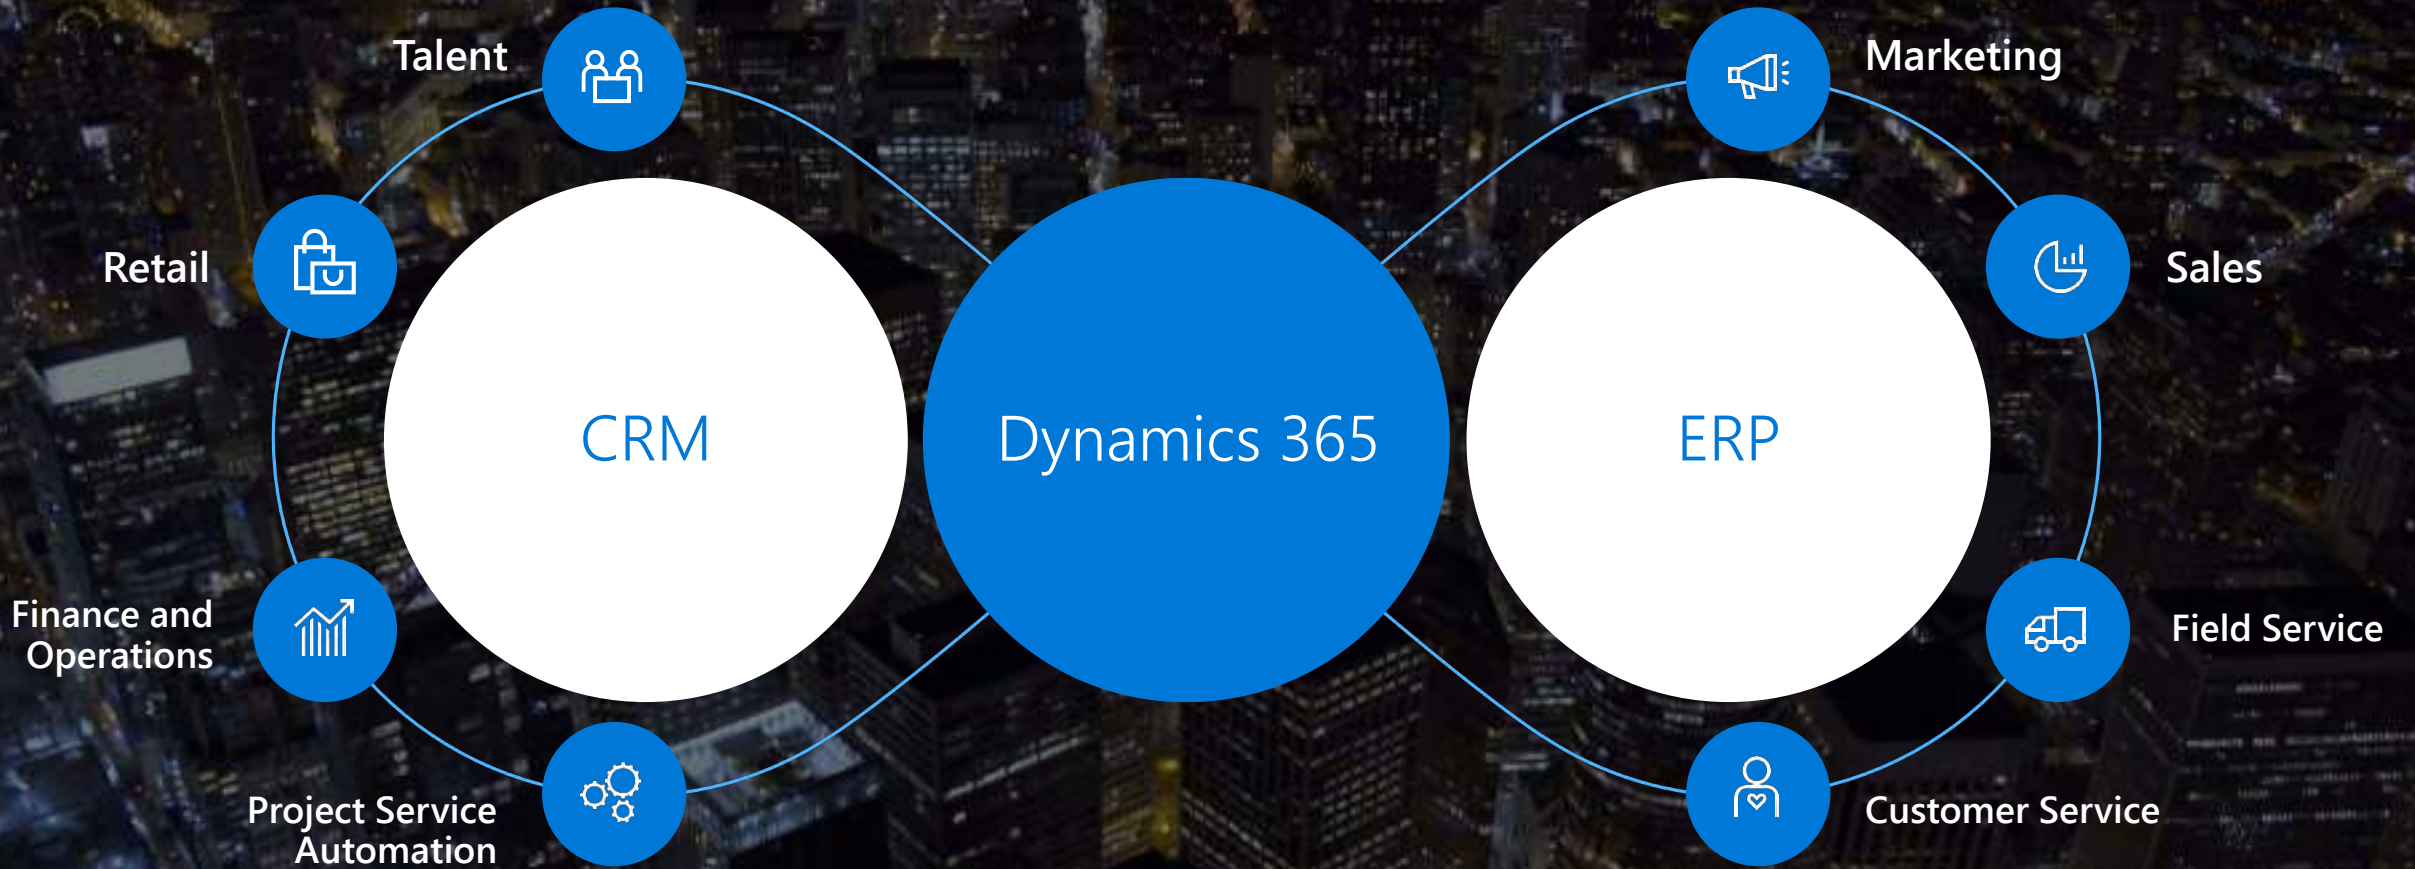 Talent
Marketing
Retail
Sales
CRM
Dynamics 365
ERP
Finance and
Operations
Field Service
Project Service
Automation
Customer Service